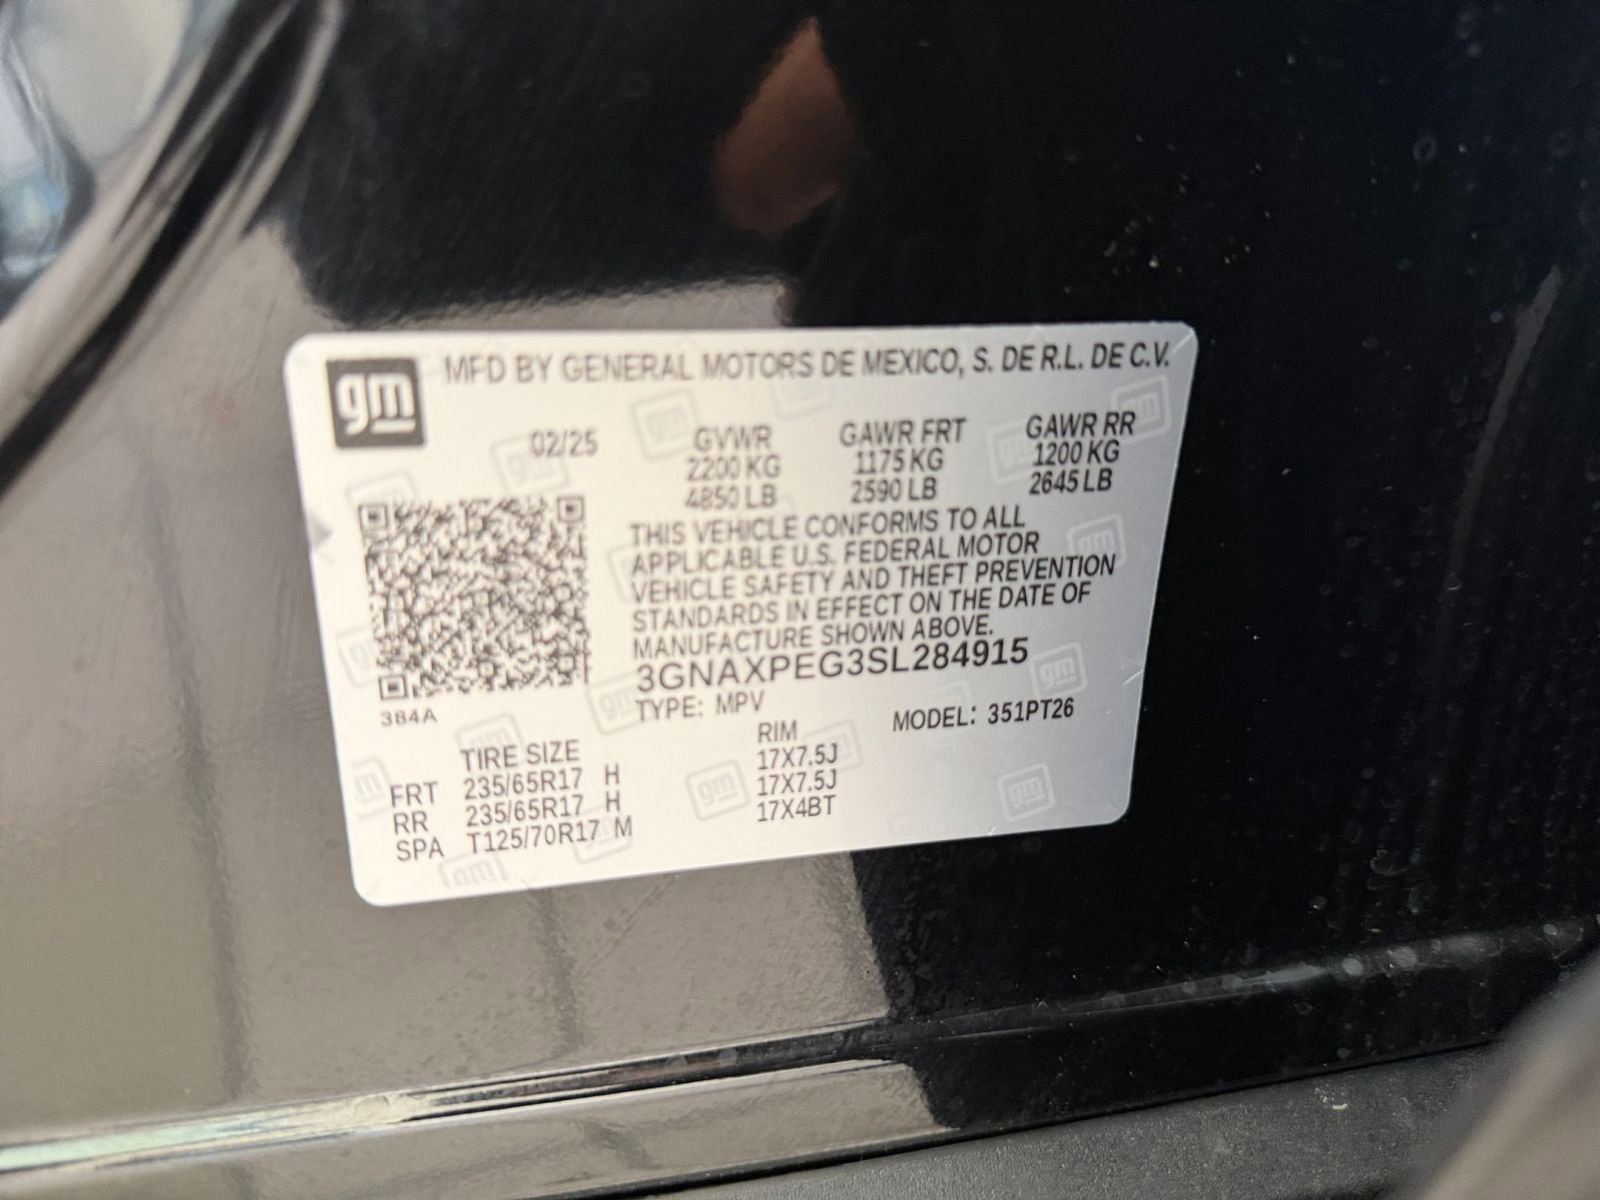 gm MFD BY GENERAL MOTORS DE MEXICO, S. DE R.L. DE C.V.
02/25 GVWR GAWR FRT GAWR RR
2200 KG 1175 KG 1200 KG
4850 LB 2590 LB 2645 LB
THIS VEHICLE CONFORMS TO ALL
APPLICABLE U.S. FEDERAL MOTOR
VEHICLE SAFETY AND THEFT PREVENTION
STANDARDS IN EFFECT ON THE DATE OF
MANUFACTURE SHOWN ABOVE.
3GNAXPEG3SL284915
384A TYPE: MPV MODEL: 351PT26
TIRE SIZE RIM
FRT 235/65R17 H 17X7.5J
RR 235/65R17 H 17X7.5J
SPA T125/70R17 M 17X4BT